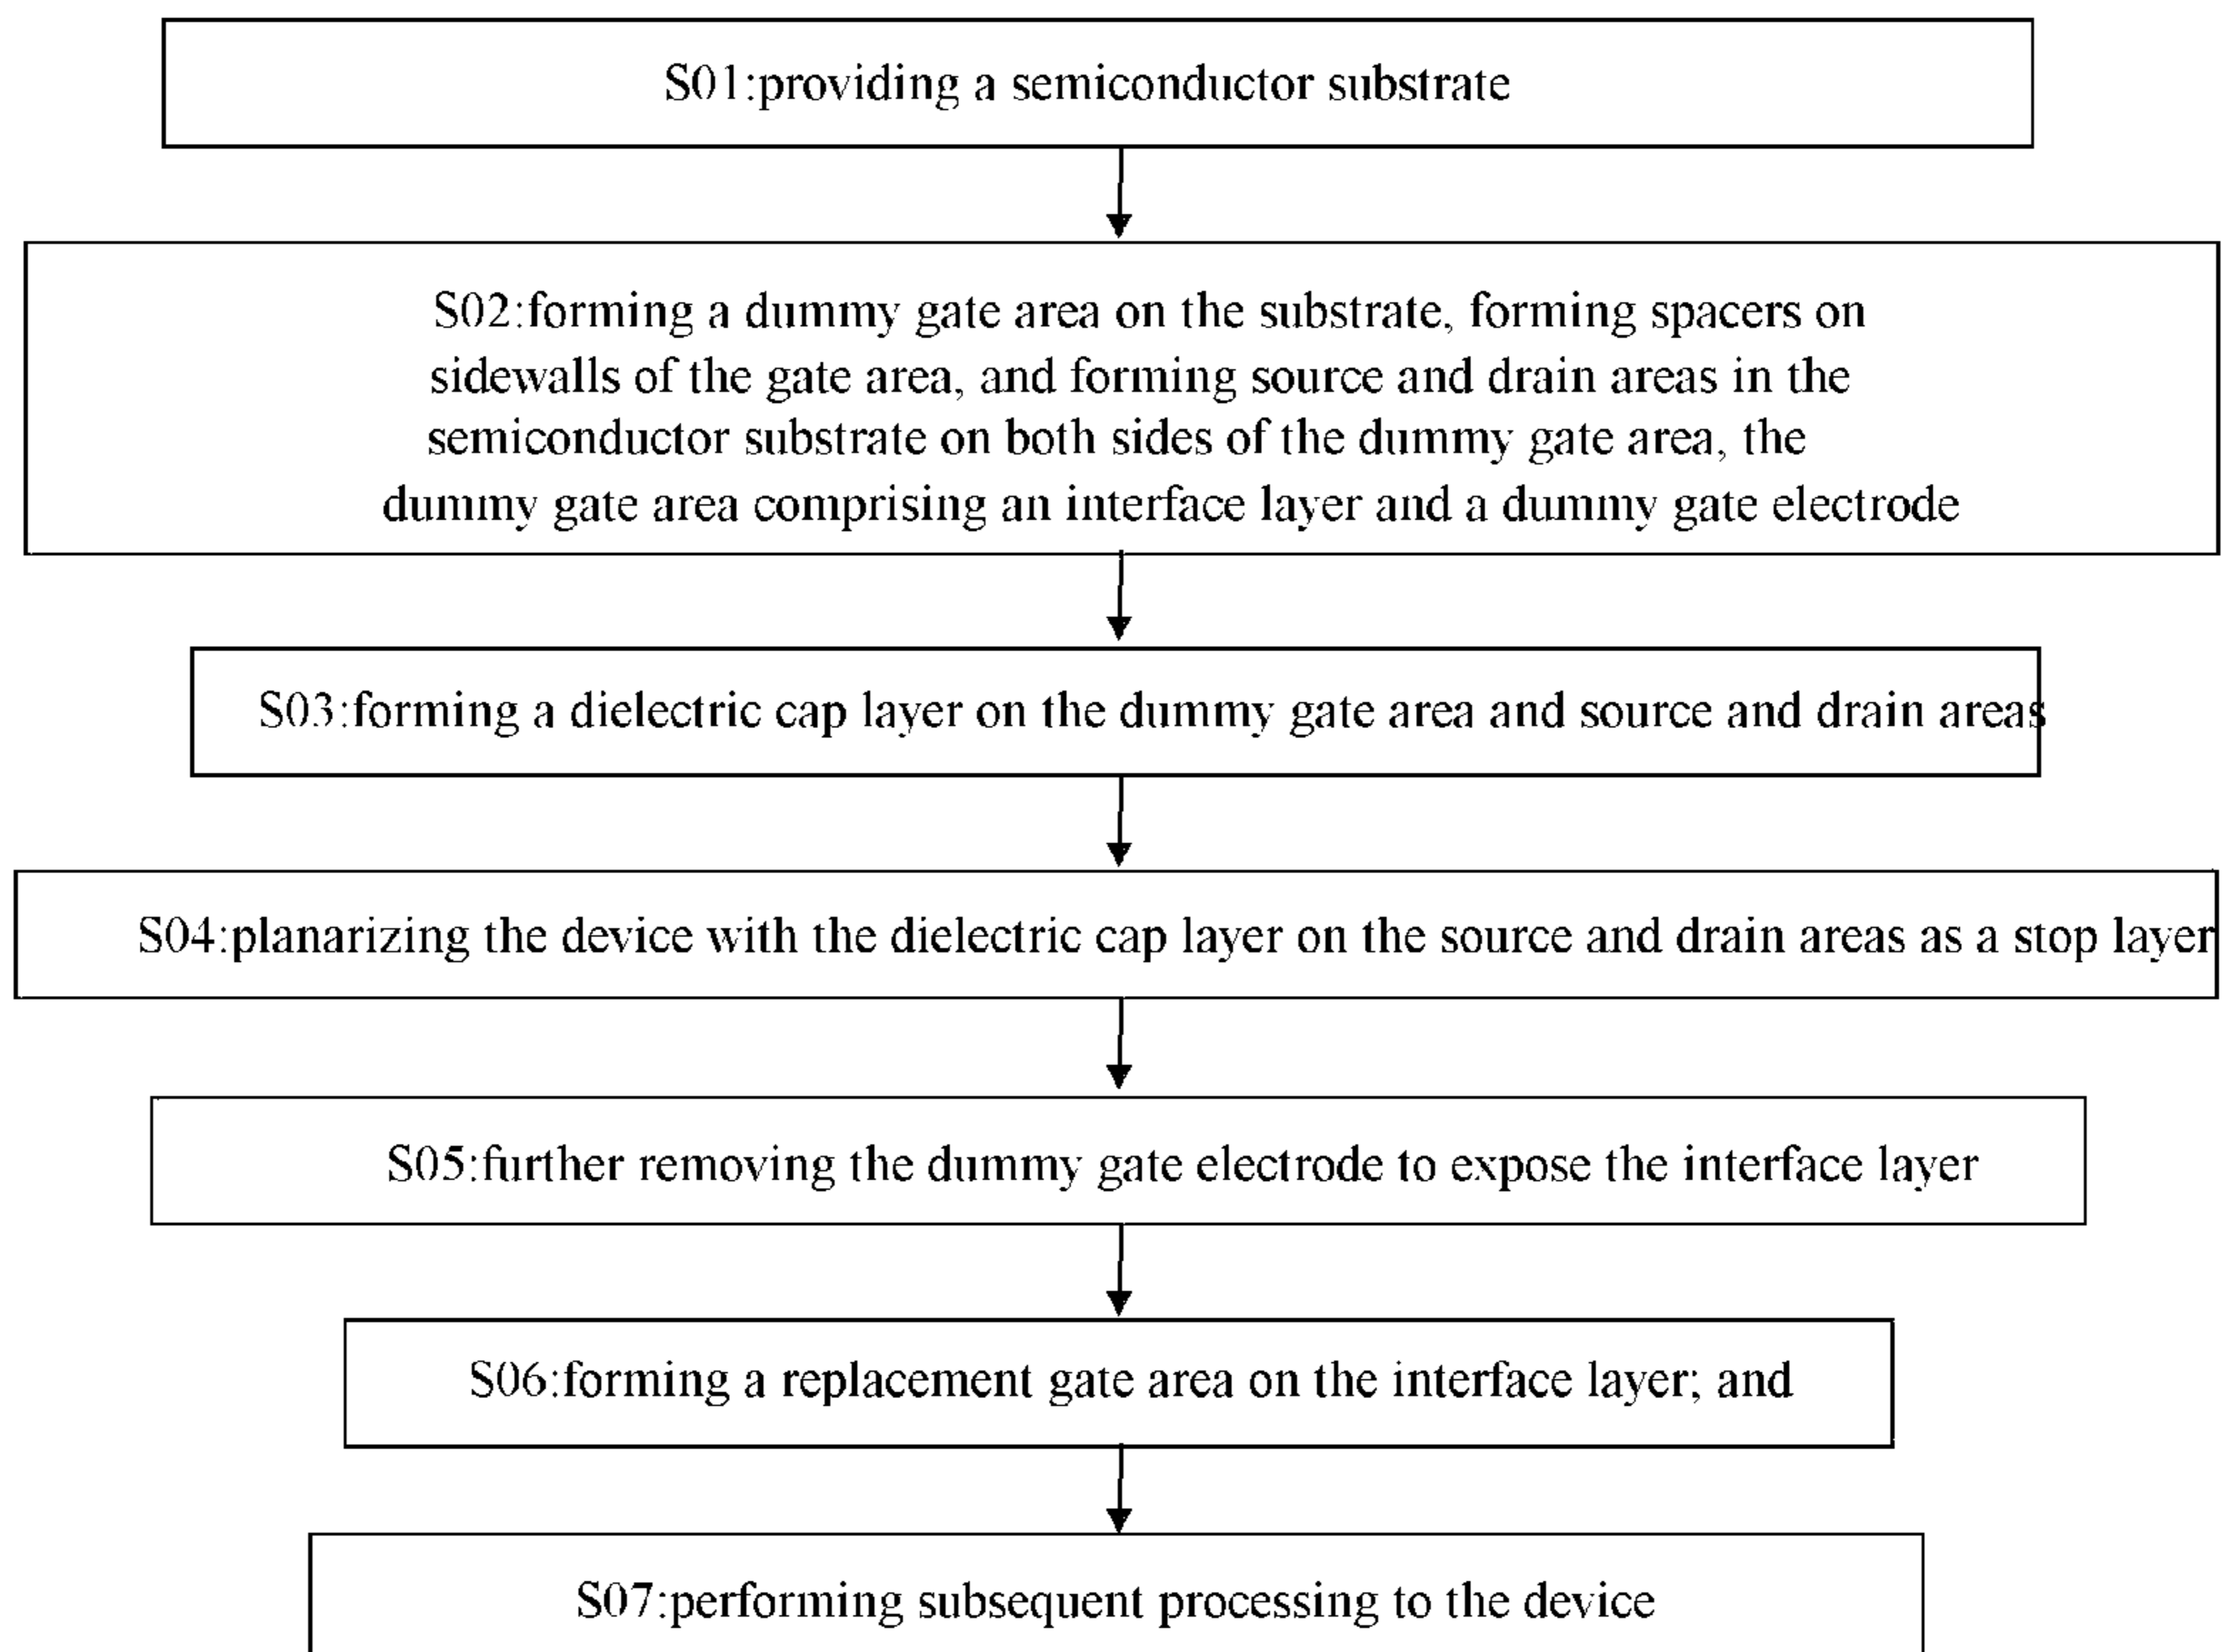 S01:providing a semiconductor substrate
S02:forming a dummy gate area on the substrate, forming spacers on
sidewalls of the gate area, and forming source and drain areas in the
semiconductor substrate on both sides of the dummy gate area, the
dummy gate area comprising an interface layer and a dummy gate electrode
S03:forming a dielectric cap layer on the dummy gate area and source and drain areas
S04:planarizing the device with the dielectric cap layer on the source and drain areas as a stop layer
S05:further removing the dummy gate electrode to expose the interface layer
S06:forming a replacement gate area on the interface layer; and
S07:performing subsequent processing to the device